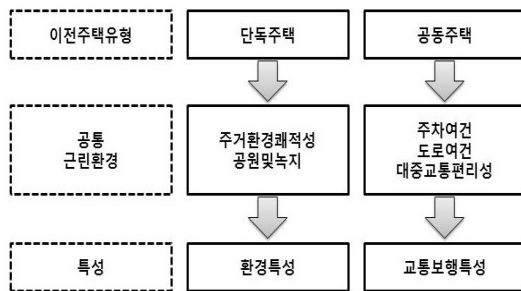 이전주택유형
단독주택
공동주택
공통
근린환경
주거환경쾌적성
공원및녹지
주차여건
도로여건
대중교통편리성
특성
환경특성
교통보행특성